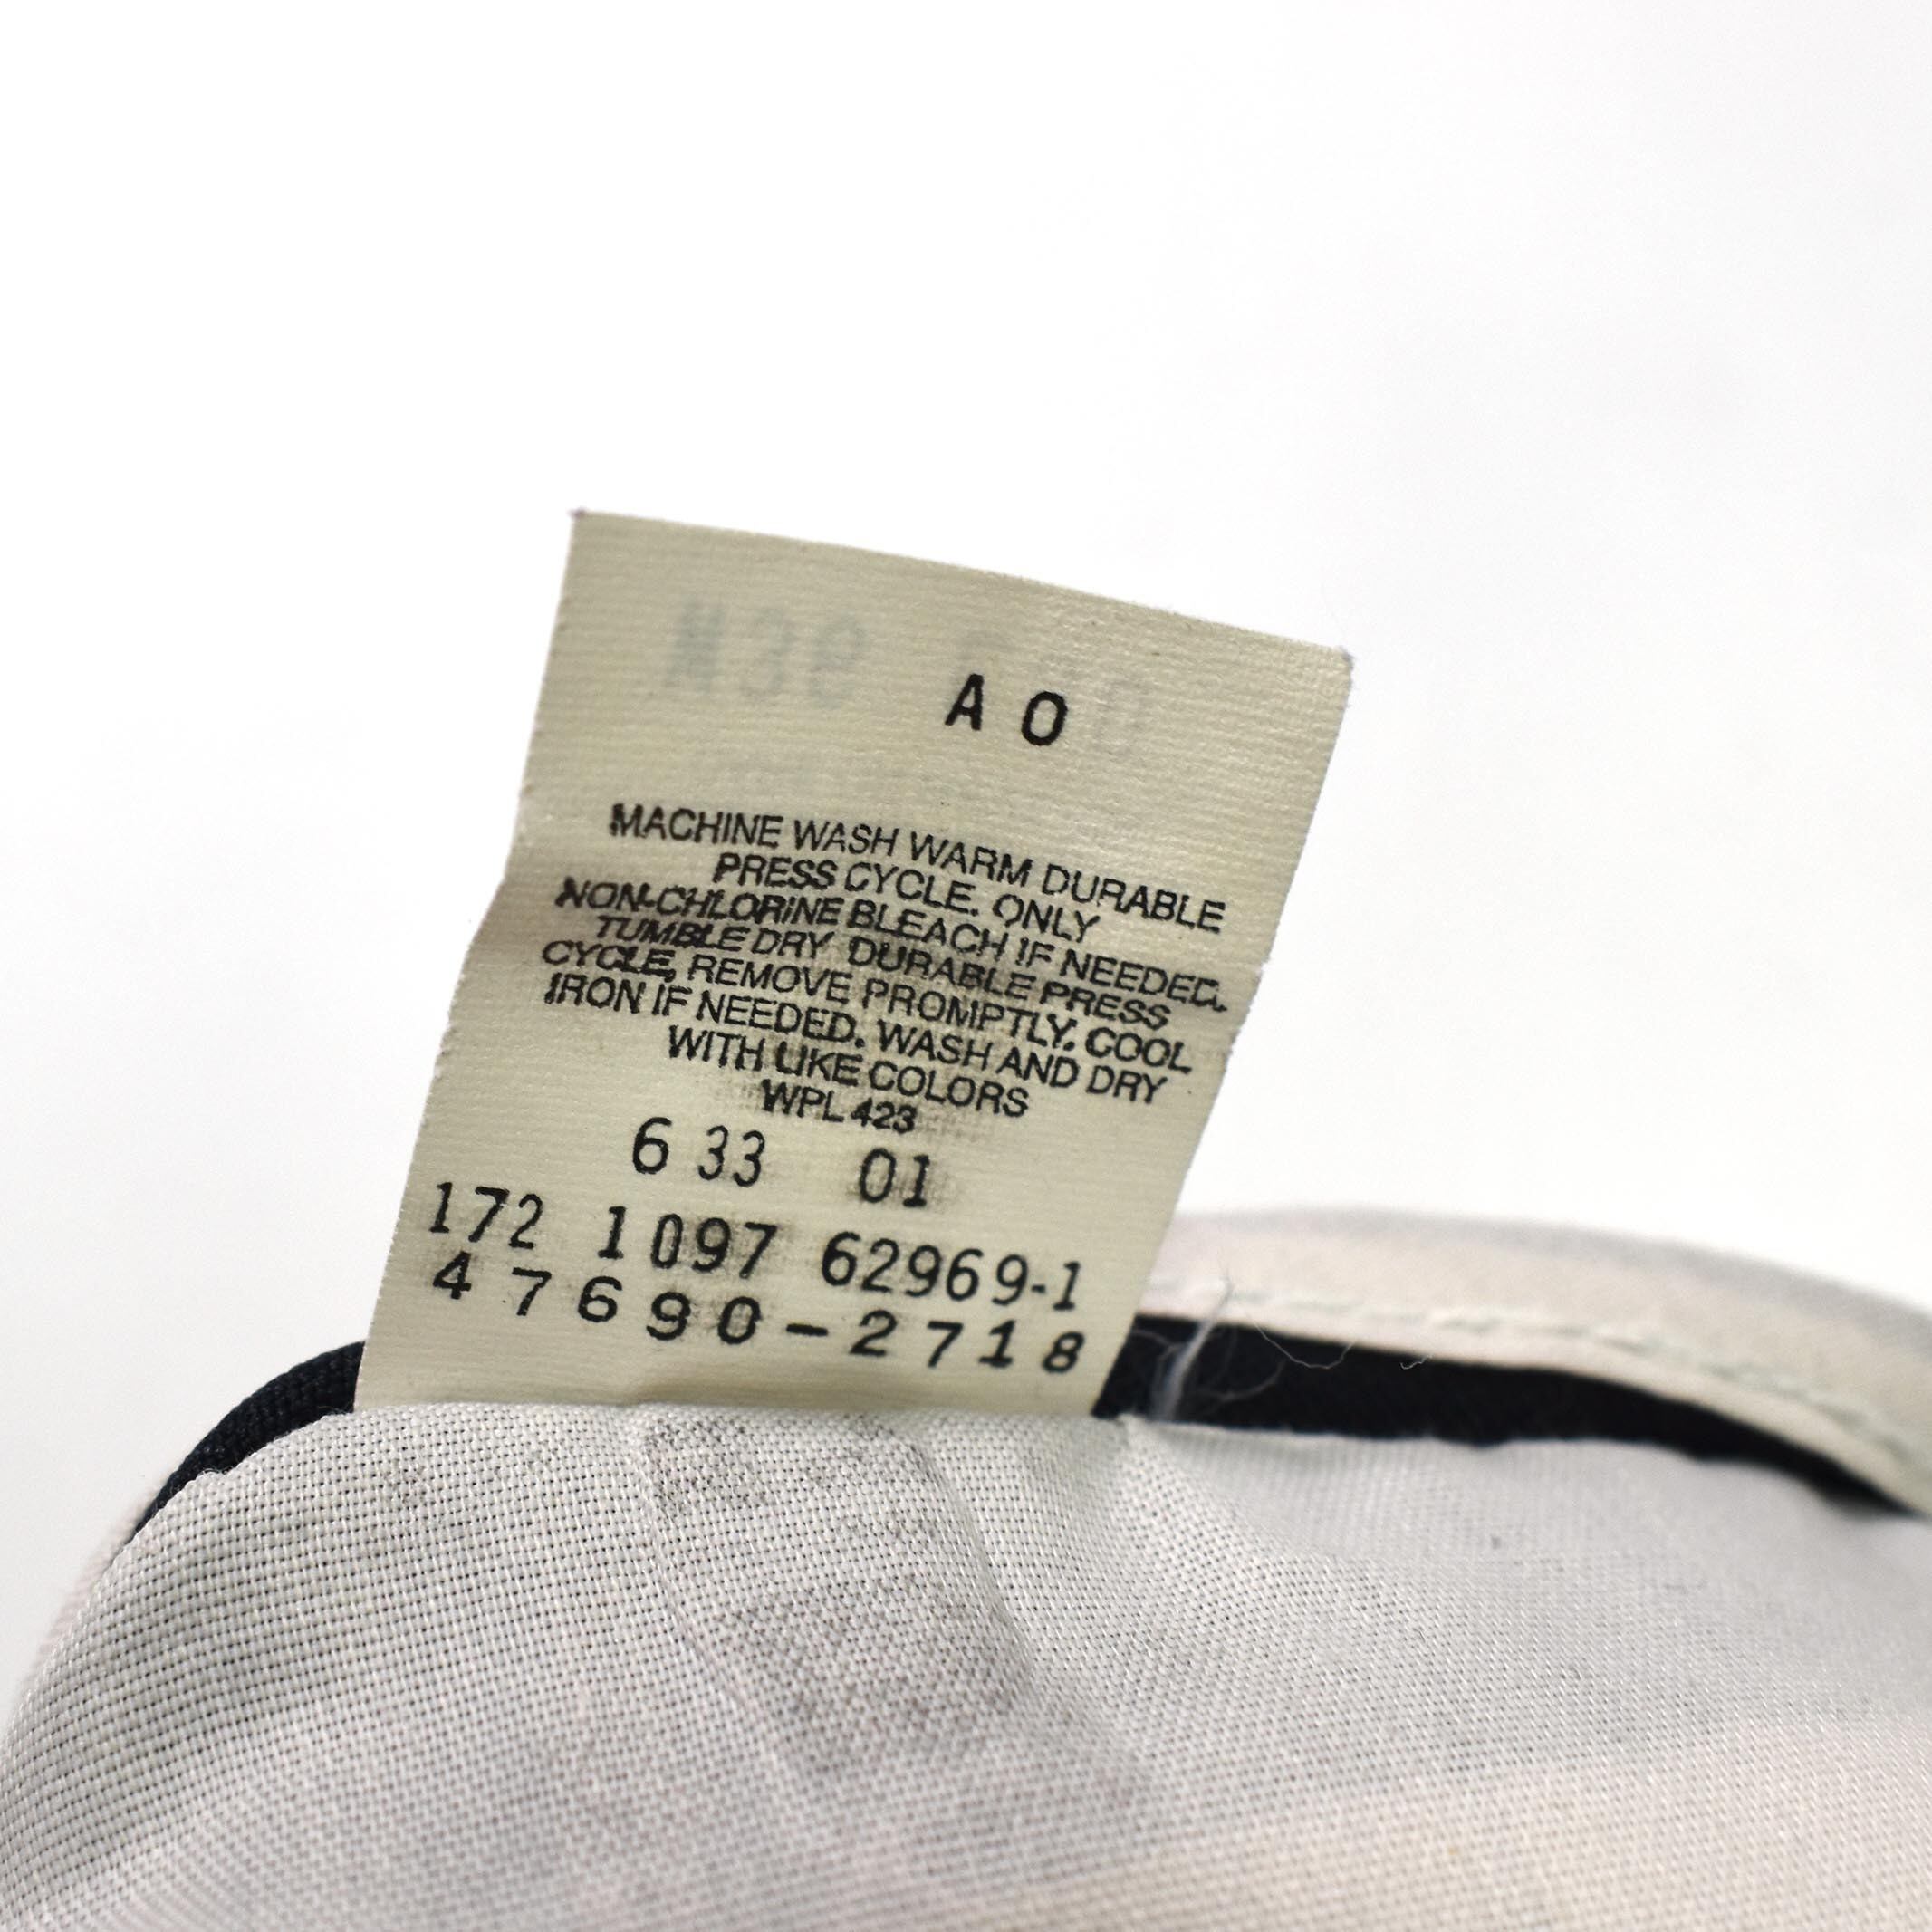 A O
MACHINE WASH WARM DURABLE
PRESS CYCLE. ONLY
NON-CHLORINE BLEACH IF NEEDED.
TUMBLE DRY DURABLE PRESS
CYCLE, REMOVE PROMPTLY. COOL
IRON IF NEEDED. WASH AND DRY
WITH LIKE COLORS
WPL 423
6 33 01
172 1097 62969-1
47690-2718